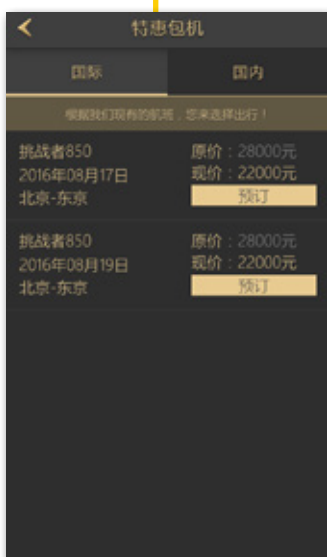 特惠包机
国际
国内
根据我们现有的航班，您来选择出行！
挑战者850
原价：28000元
2016年08月17日
现价：22000元
北京-东京
预订
挑战者850
原价：28000元
2016年08月19日
现价：22000元
北京-东京
预订